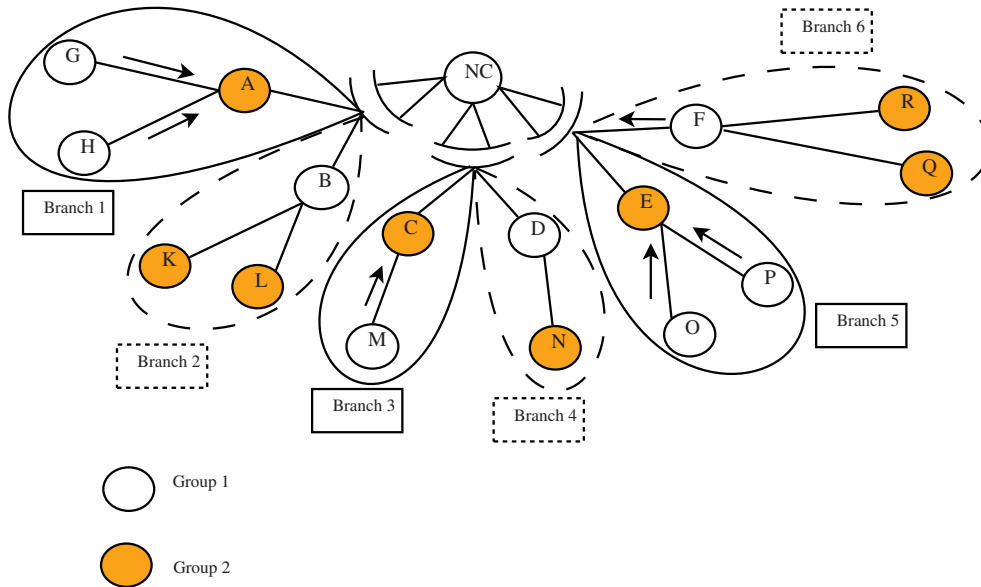 Branch 6
G
NC
A
R
F
H
Q
B
Branch 1
E
C
D
K
L
P
Branch 5
O
M
N
Branch 2
Branch 3
Branch 4
Group 1
Group 2